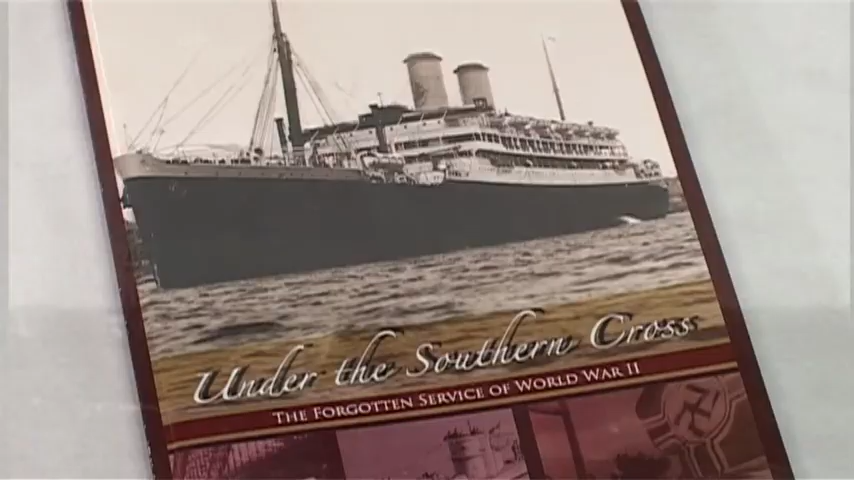 Under the Southern Cross
The Forgotten Service of World War II